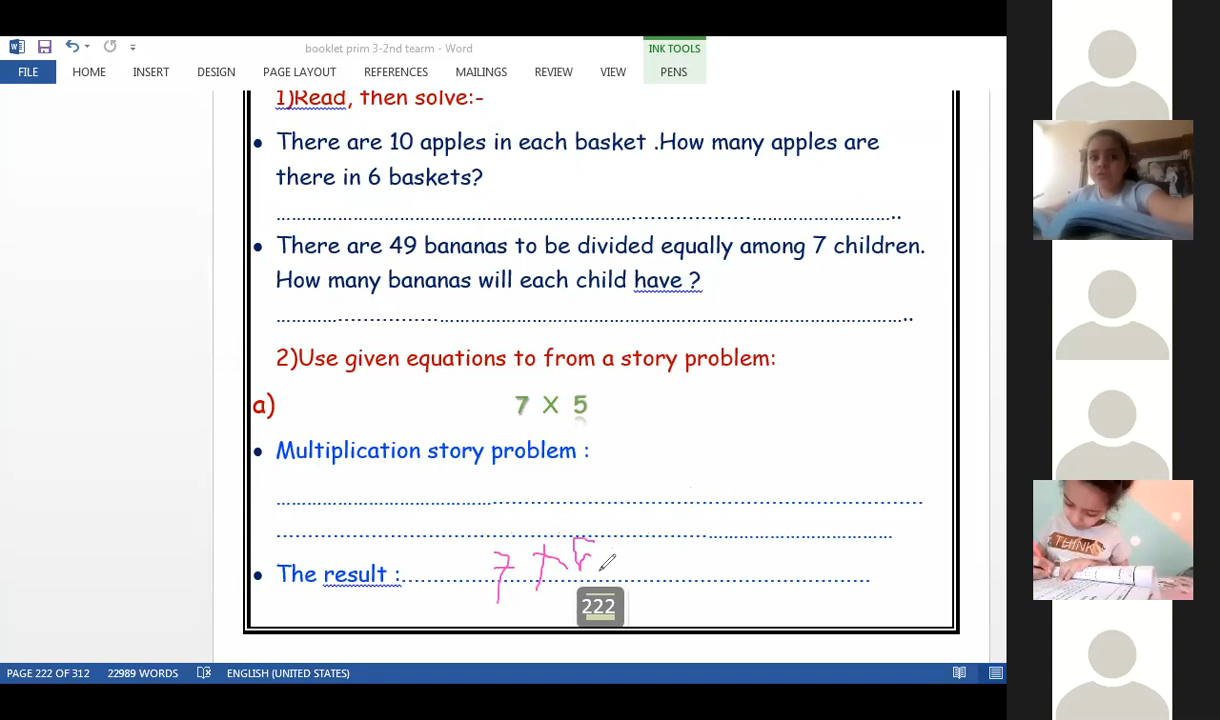 booklet prim 3-2nd tearm - Word
INK TOOLS
FILE HOME INSERT DESIGN PAGE LAYOUT REFERENCES MAILINGS REVIEW VIEW PENS
1)Read, then solve:-
• There are 10 apples in each basket .How many apples are
there in 6 baskets?
• There are 49 bananas to be divided equally among 7 children.
How many bananas will each child have ?
2)Use given equations to from a story problem:
a) 7 X 5
• Multiplication story problem :
• The result : 7 x 5
222
PAGE 222 OF 312 22989 WORDS ENGLISH (UNITED STATES)
THINK